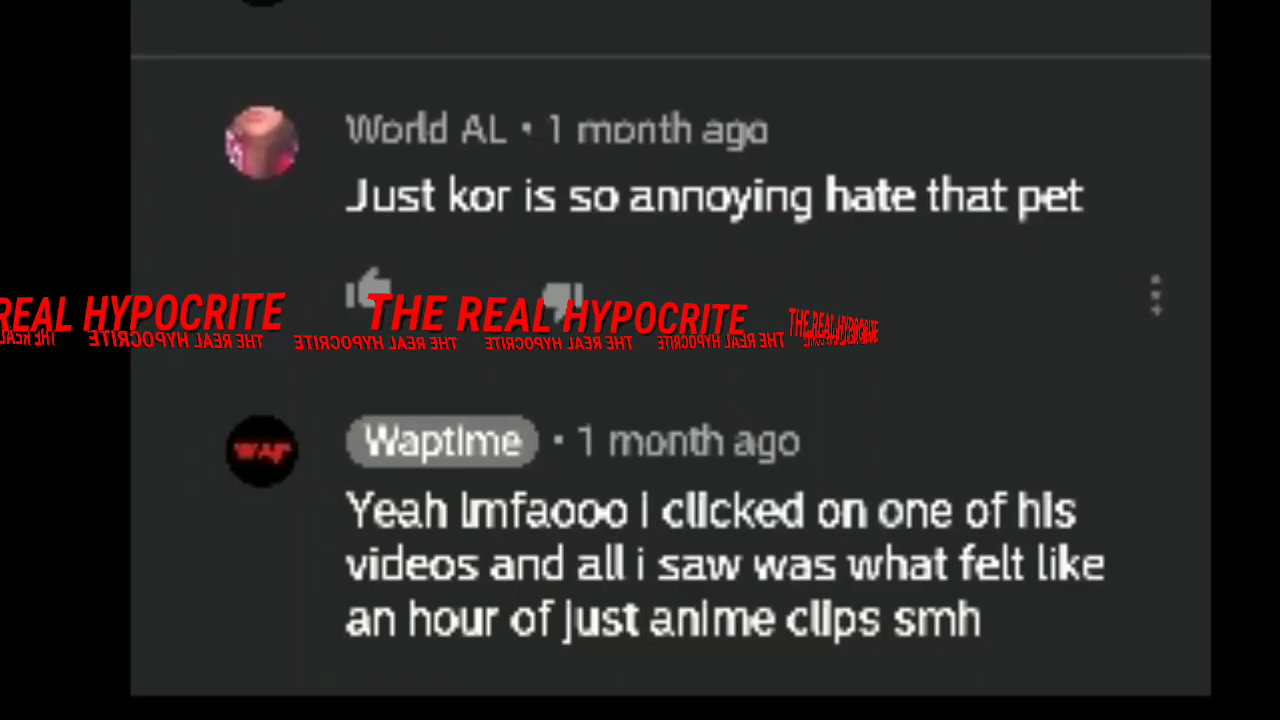 World AL • 1 month ago
Just kor is so annoying hate that pet
REAL HYPOCRITE THE REAL HYPOCRITE THE REAL HYPOCRITE
THE REAL THE REAL HYPOCRITE THE REAL HYPOCRITE THE REAL HYPOCRITE THE REAL HYPOCRITE
WAP
Waptime • 1 month ago
Yeah lmfaooo I clicked on one of his
videos and all i saw was what felt like
an hour of just anime clips smh